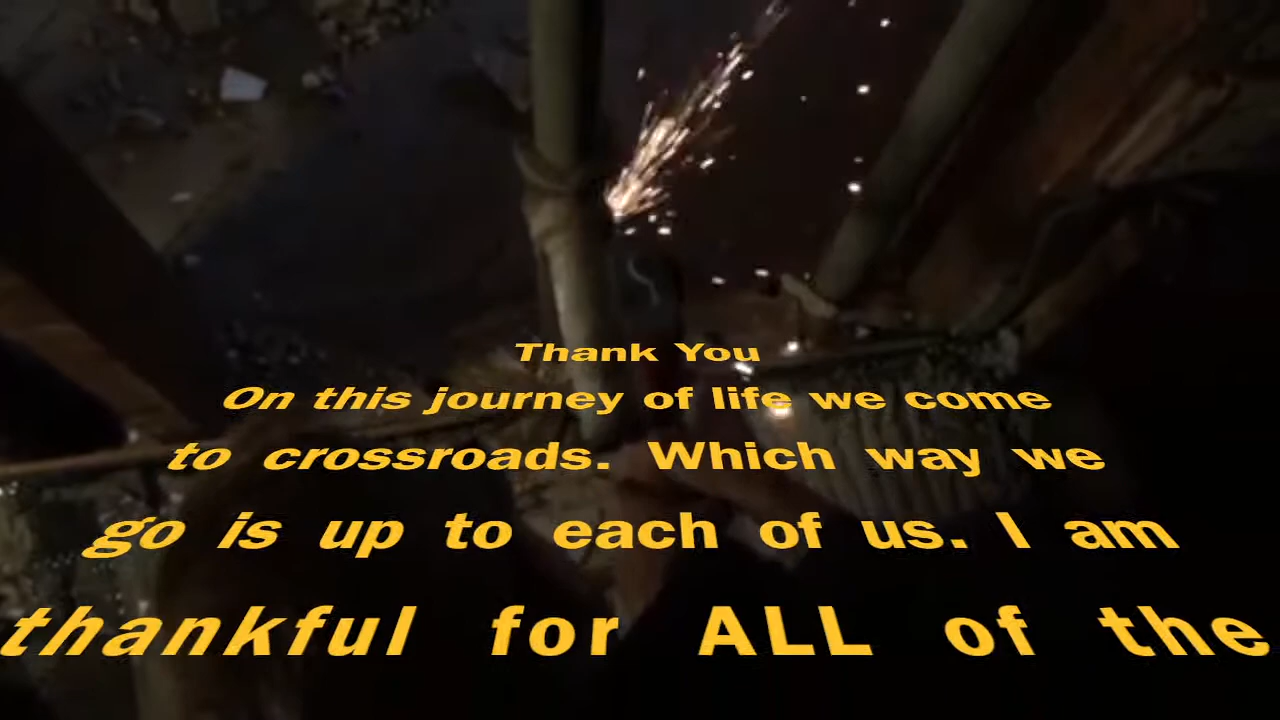 Thank You
On this journey of life we come
to crossroads. Which way we
go is up to each of us. I am
thankful for ALL of the